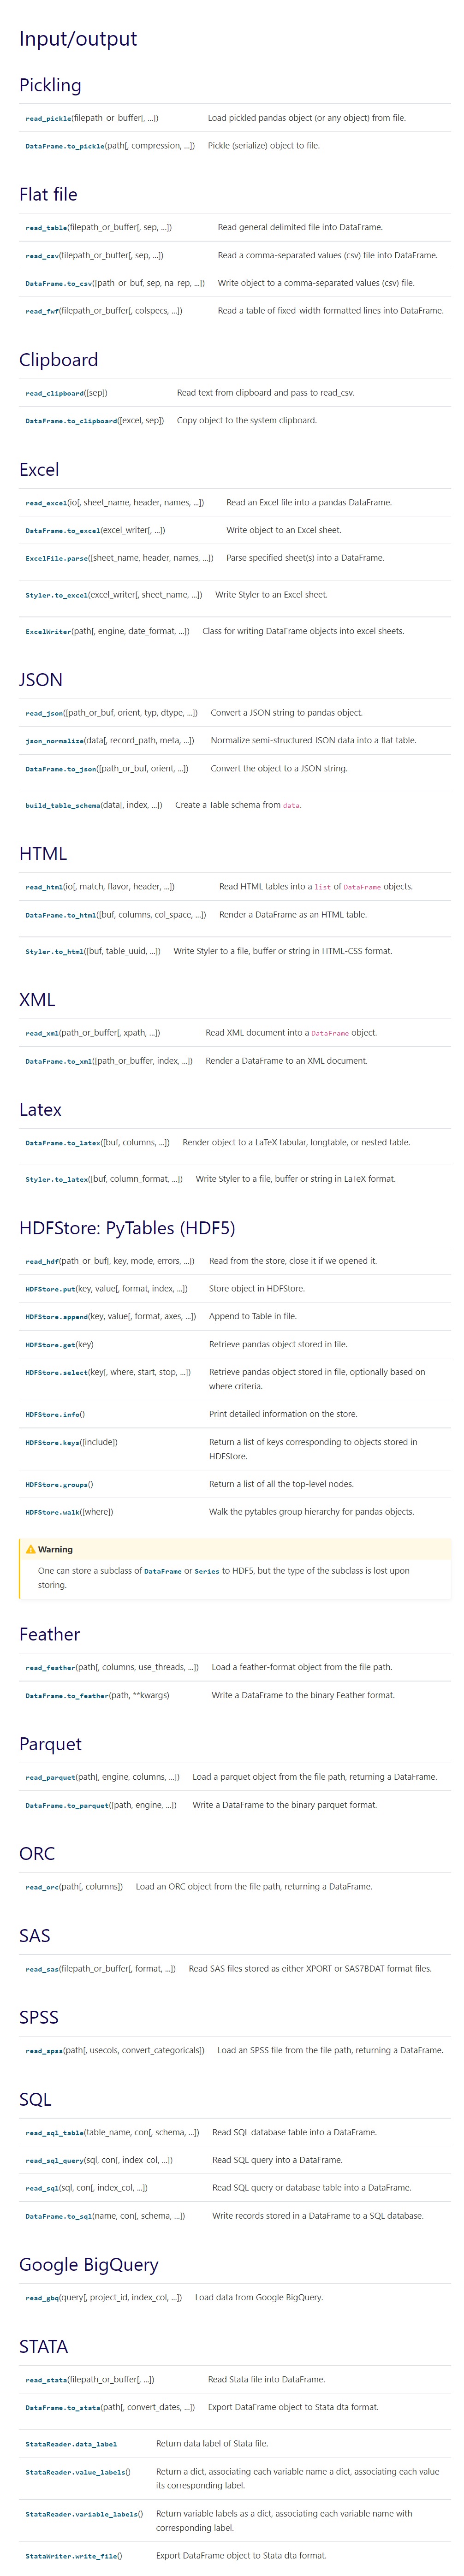 Input/output
Pickling
read_pickle(filepath_or_buffer[, ...]) Load pickled pandas object (or any object) from file.
DataFrame.to_pickle(path[, compression, ...]) Pickle (serialize) object to file.
Flat file
read_table(filepath_or_buffer[, sep, ...]) Read general delimited file into DataFrame.
read_csv(filepath_or_buffer[, sep, ...]) Read a comma-separated values (csv) file into DataFrame.
DataFrame.to_csv([path_or_buf, sep, na_rep, ...]) Write object to a comma-separated values (csv) file.
read_fwf(filepath_or_buffer[, colspecs, ...]) Read a table of fixed-width formatted lines into DataFrame.
Clipboard
read_clipboard([sep]) Read text from clipboard and pass to read_csv.
DataFrame.to_clipboard([excel, sep]) Copy object to the system clipboard.
Excel
read_excel(io[, sheet_name, header, names, ...]) Read an Excel file into a pandas DataFrame.
DataFrame.to_excel(excel_writer[, ...]) Write object to an Excel sheet.
ExcelFile.parse([sheet_name, header, names, ...]) Parse specified sheet(s) into a DataFrame.
Styler.to_excel(excel_writer[, sheet_name, ...]) Write Styler to an Excel sheet.
ExcelWriter(path[, engine, date_format, ...]) Class for writing DataFrame objects into excel sheets.
JSON
read_json([path_or_buf, orient, typ, dtype, ...]) Convert a JSON string to pandas object.
json_normalize(data[, record_path, meta, ...]) Normalize semi-structured JSON data into a flat table.
DataFrame.to_json([path_or_buf, orient, ...]) Convert the object to a JSON string.
build_table_schema(data[, index, ...]) Create a Table schema from data.
HTML
read_html(io[, match, flavor, header, ...]) Read HTML tables into a list of DataFrame objects.
DataFrame.to_html([buf, columns, col_space, ...]) Render a DataFrame as an HTML table.
Styler.to_html([buf, table_uuid, ...]) Write Styler to a file, buffer or string in HTML-CSS format.
XML
read_xml(path_or_buffer[, xpath, ...]) Read XML document into a DataFrame object.
DataFrame.to_xml([path_or_buffer, index, ...]) Render a DataFrame to an XML document.
Latex
DataFrame.to_latex([buf, columns, ...]) Render object to a LaTeX tabular, longtable, or nested table.
Styler.to_latex([buf, column_format, ...]) Write Styler to a file, buffer or string in LaTeX format.
HDFStore: PyTables (HDF5)
read_hdf(path_or_buf[, key, mode, errors, ...]) Read from the store, close it if we opened it.
HDFStore.put(key, value[, format, index, ...]) Store object in HDFStore.
HDFStore.append(key, value[, format, axes, ...]) Append to Table in file.
HDFStore.get(key) Retrieve pandas object stored in file.
HDFStore.select(key[, where, start, stop, ...]) Retrieve pandas object stored in file, optionally based on
where criteria.
HDFStore.info() Print detailed information on the store.
HDFStore.keys([include]) Return a list of keys corresponding to objects stored in
HDFStore.
HDFStore.groups() Return a list of all the top-level nodes.
HDFStore.walk([where]) Walk the pytables group hierarchy for pandas objects.
Warning
One can store a subclass of DataFrame or Series to HDF5, but the type of the subclass is lost upon
storing.
Feather
read_feather(path[, columns, use_threads, ...]) Load a feather-format object from the file path.
DataFrame.to_feather(path, **kwargs) Write a DataFrame to the binary Feather format.
Parquet
read_parquet(path[, engine, columns, ...]) Load a parquet object from the file path, returning a DataFrame.
DataFrame.to_parquet([path, engine, ...]) Write a DataFrame to the binary parquet format.
ORC
read_orc(path[, columns]) Load an ORC object from the file path, returning a DataFrame.
SAS
read_sas(filepath_or_buffer[, format, ...]) Read SAS files stored as either XPORT or SAS7BDAT format files.
SPSS
read_spss(path[, usecols, convert_categoricals]) Load an SPSS file from the file path, returning a DataFrame.
SQL
read_sql_table(table_name, con[, schema, ...]) Read SQL database table into a DataFrame.
read_sql_query(sql, con[, index_col, ...]) Read SQL query into a DataFrame.
read_sql(sql, con[, index_col, ...]) Read SQL query or database table into a DataFrame.
DataFrame.to_sql(name, con[, schema, ...]) Write records stored in a DataFrame to a SQL database.
Google BigQuery
read_gbq(query[, project_id, index_col, ...]) Load data from Google BigQuery.
STATA
read_stata(filepath_or_buffer[, ...]) Read Stata file into DataFrame.
DataFrame.to_stata(path[, convert_dates, ...]) Export DataFrame object to Stata dta format.
StataReader.data_label Return data label of Stata file.
StataReader.value_labels() Return a dict, associating each variable name a dict, associating each value
its corresponding label.
StataReader.variable_labels() Return variable labels as a dict, associating each variable name with
corresponding label.
StataWriter.write_file() Export DataFrame object to Stata dta format.